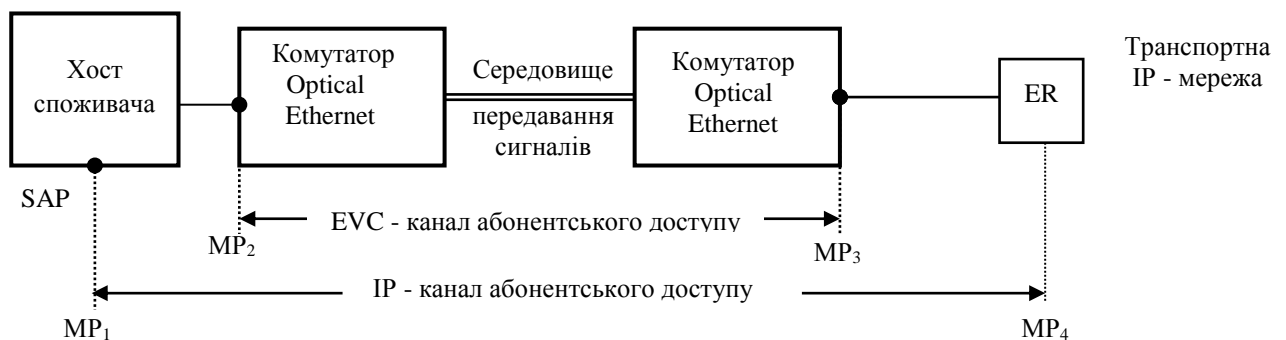 Хост
споживача
SAP
Комутатор
Optical
Ethernet
Середовище
передавання
сигналів
Комутатор
Optical
Ethernet
ER
Транспортна
IP - мережа
EVC - канал абонентського доступу
MP2
MP3
IP - канал абонентського доступу
MP1
MP4